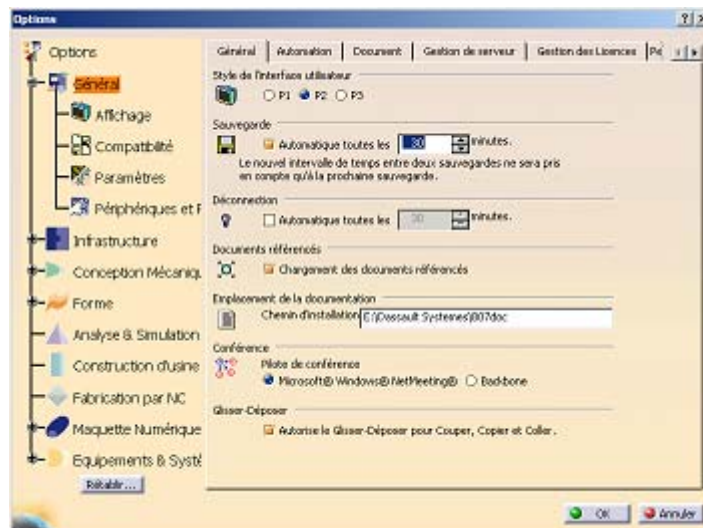 Options
Options
Général
Affichage
Compatibilité
Paramètres
Périphériques et P
Infrastructure
Conception Mécaniqu
Forme
Analyse & Simulation
Construction d'usine
Fabrication par NC
Maquette Numérique
Equipements & Systè
Rétablir ...
Général Automation Document Gestion de serveur Gestion des Licences Pe
Style de l'interface utilisateur
P1 P2 P3
Sauvegarde
Automatique toutes les 30 minutes.
Le nouvel intervalle de temps entre deux sauvegardes ne sera pris
en compte qu'à la prochaine sauvegarde.
Déconnection
Automatique toutes les 30 minutes.
Documents référencés
Chargement des documents référencés
Emplacement de la documentation
Chemin d'installation E:\Dassault Systemes\B07doc
Conférence
Pilote de conférence
Microsoft® Windows® NetMeeting® Backbone
Glisser-Déposer
Autorise le Glisser-Déposer pour Couper, Copier et Coller.
OK Annuler